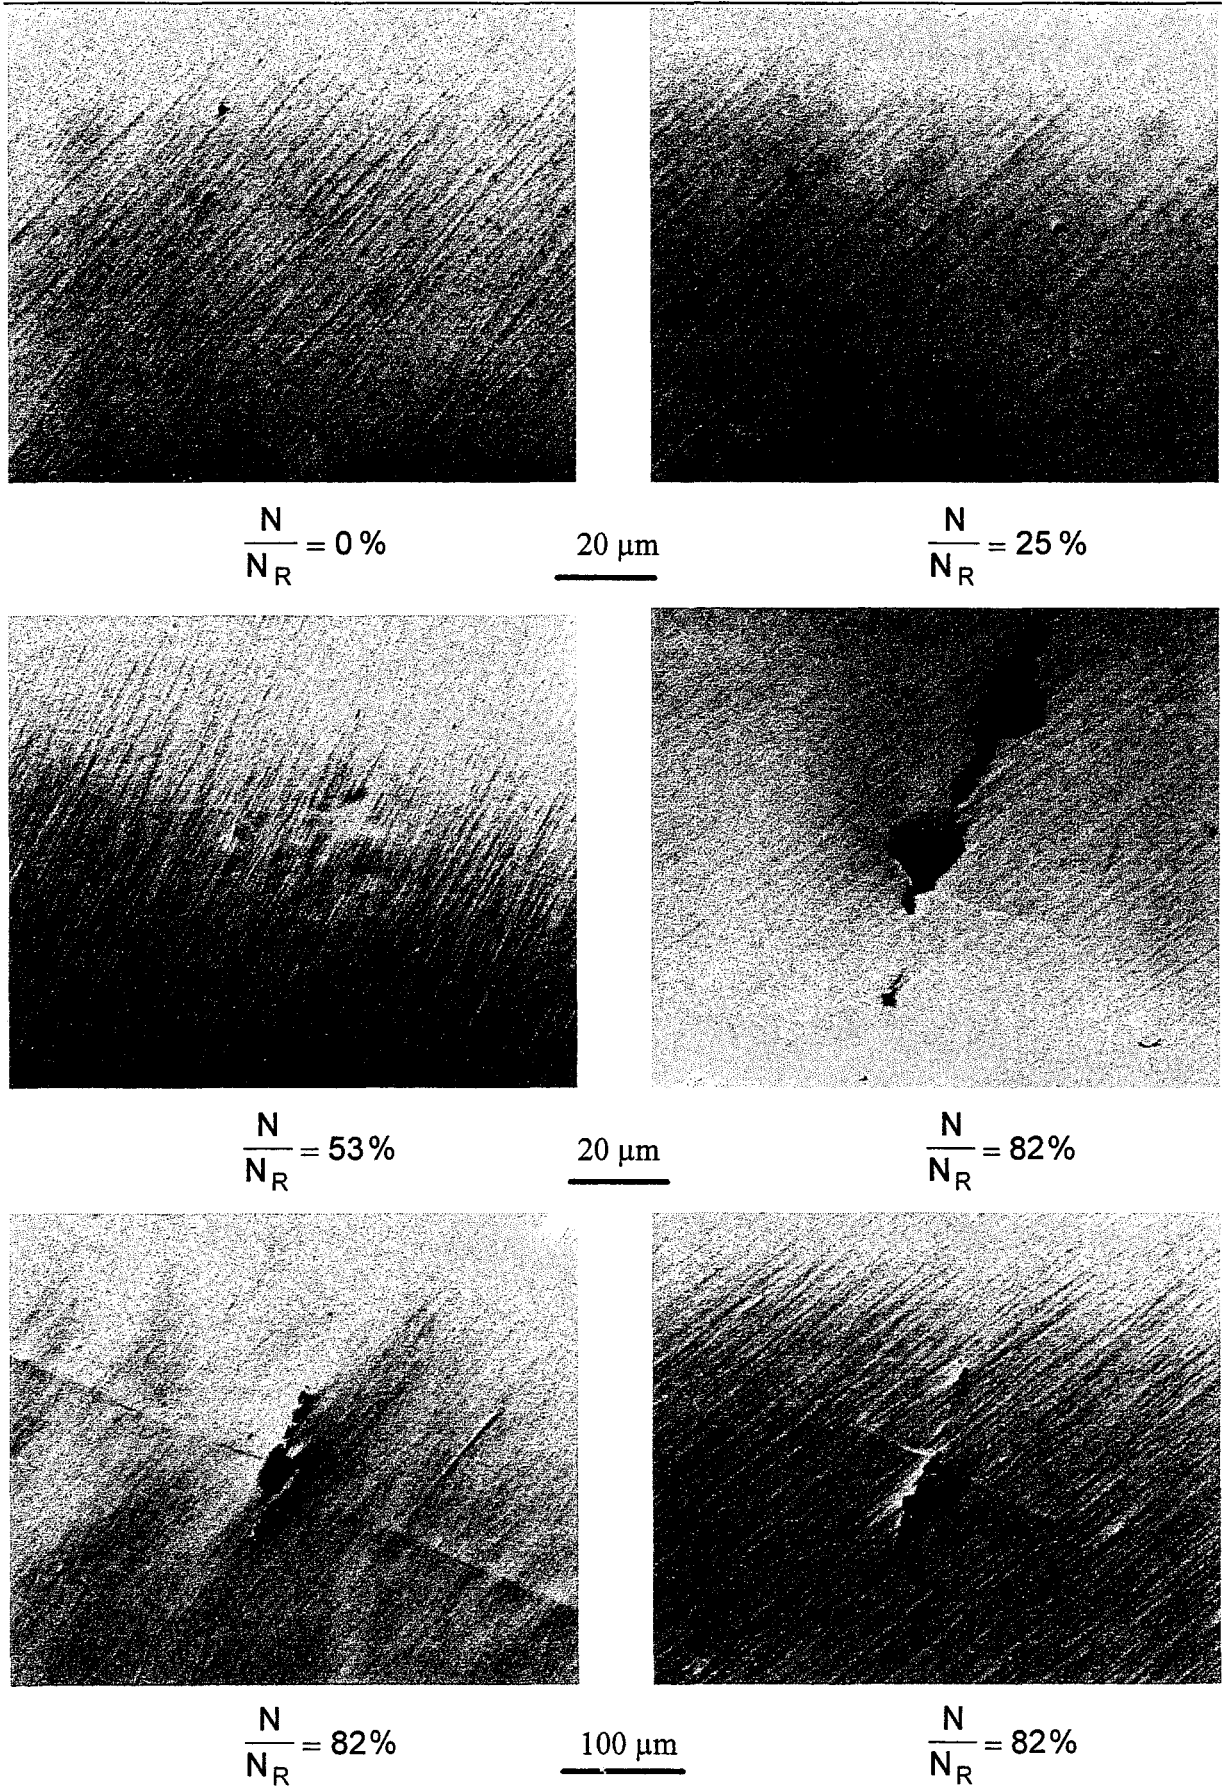 N/N_R = 0 % 20 μm N/N_R = 25 %
N/N_R = 53 % 20 μm N/N_R = 82%
N/N_R = 82% 100 μm N/N_R = 82%